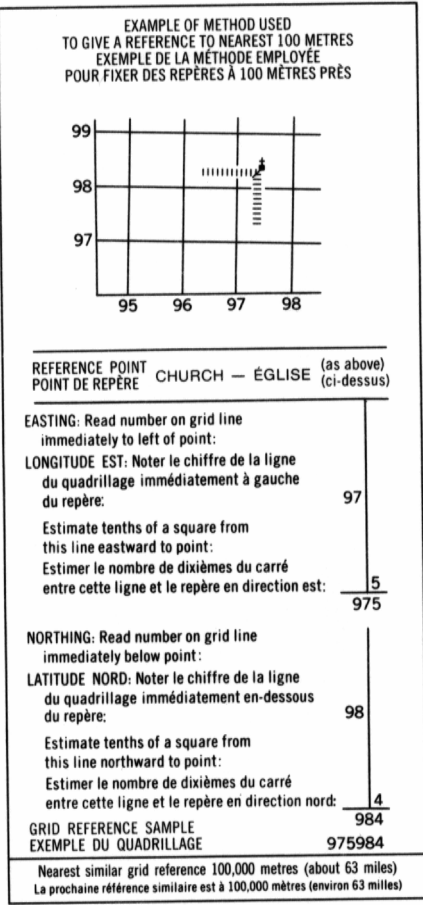 EXAMPLE OF METHOD USED
TO GIVE A REFERENCE TO NEAREST 100 METRES
EXEMPLE DE LA MÉTHODE EMPLOYÉE
POUR FIXER DES REPÈRES À 100 MÈTRES PRÈS
99
98
97
95 96 97 98
REFERENCE POINT
POINT DE REPÈRE
CHURCH — ÉGLISE
(as above)
(ci-dessus)
EASTING: Read number on grid line
immediately to left of point:
LONGITUDE EST: Noter le chiffre de la ligne
du quadrillage immédiatement à gauche
du repère: 97
Estimate tenths of a square from
this line eastward to point:
Estimer le nombre de dixièmes du carré
entre cette ligne et le repère en direction est: 5
975
NORTHING: Read number on grid line
immediately below point:
LATITUDE NORD: Noter le chiffre de la ligne
du quadrillage immédiatement en-dessous
du repère: 98
Estimate tenths of a square from
this line northward to point:
Estimer le nombre de dixièmes du carré
entre cette ligne et le repère en direction nord: 4
984
GRID REFERENCE SAMPLE
EXEMPLE DU QUADRILLAGE 975984
Nearest similar grid reference 100,000 metres (about 63 miles)
La prochaine référence similaire est à 100,000 mètres (environ 63 milles)